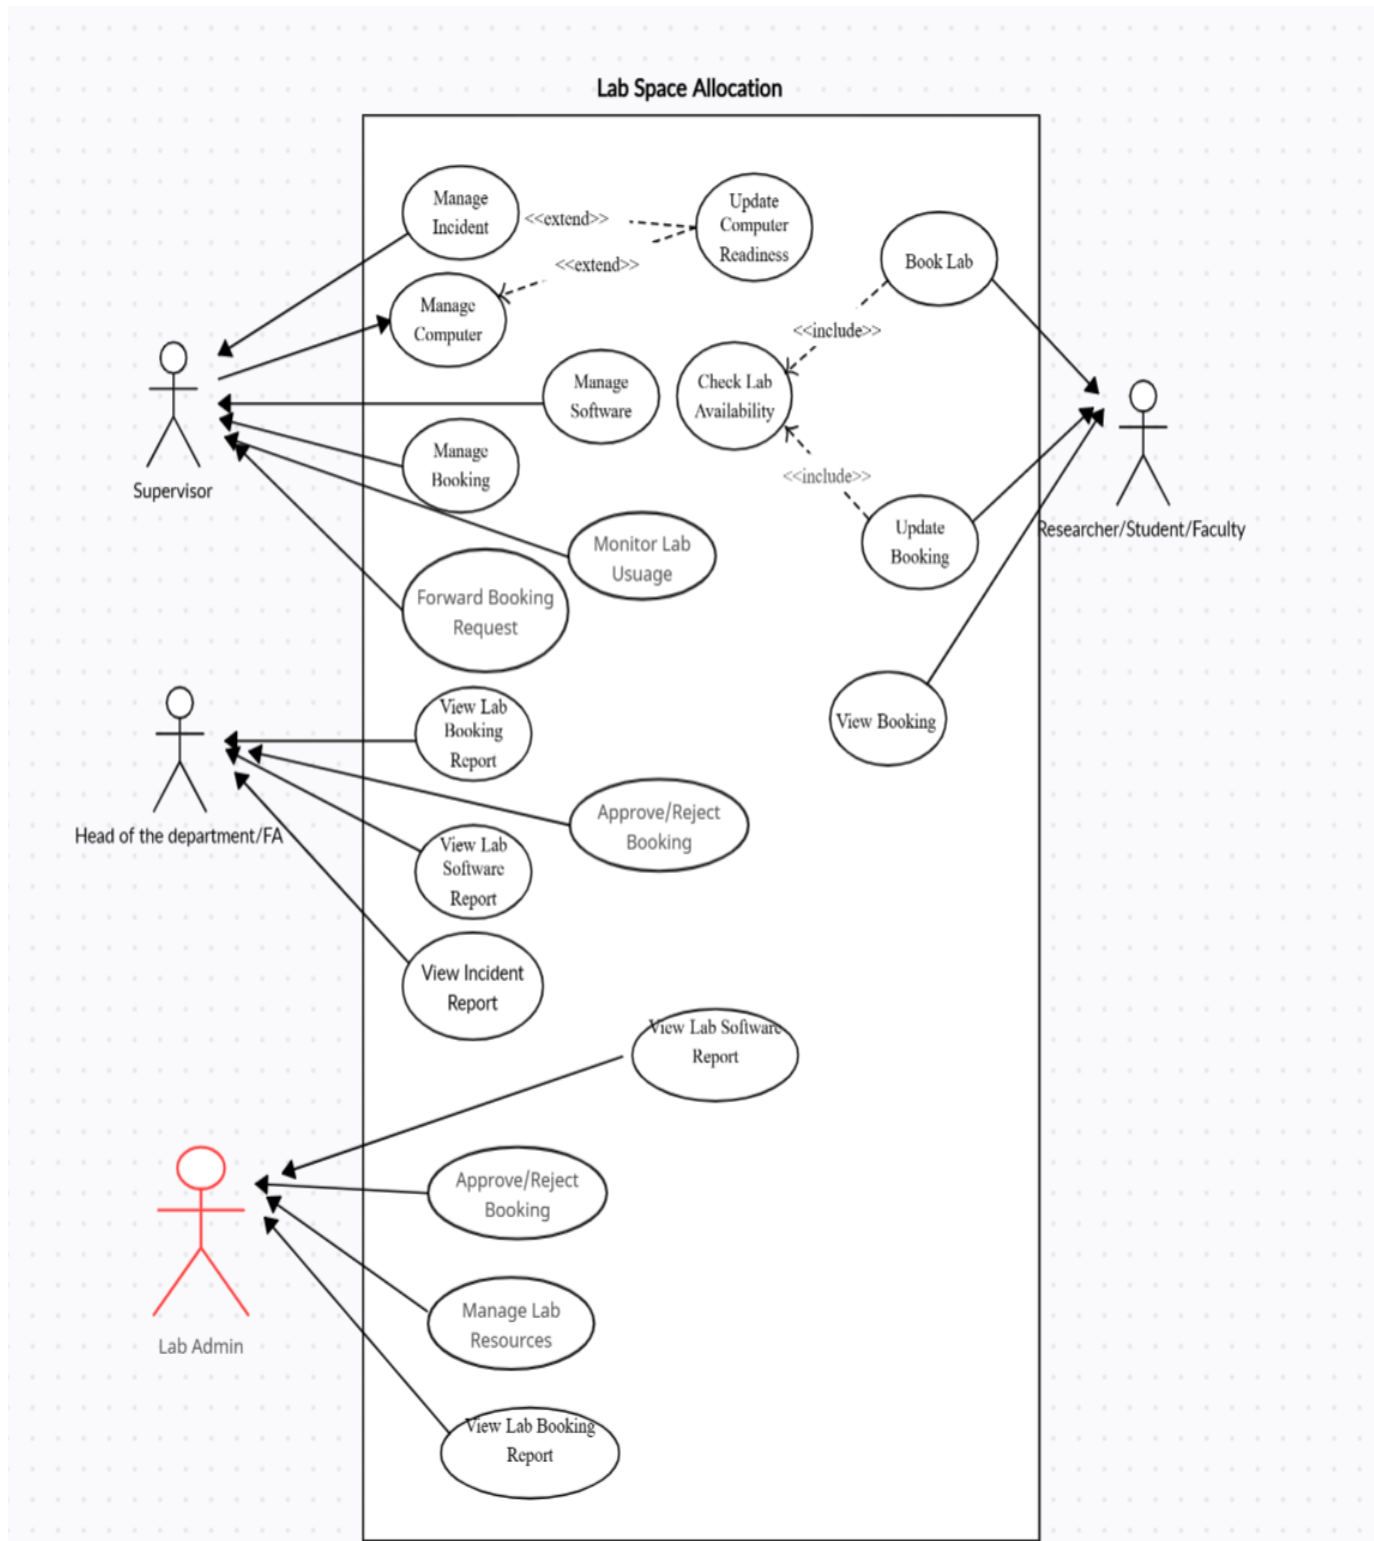 Lab Space Allocation
Manage
Incident
<<extend>>
Update
Computer
Readiness
Book Lab
<<extend>>
Manage
Computer
<<include>>
Manage
Software
Check Lab
Availability
Supervisor
Manage
Booking
<<include>>
Researcher/Student/Faculty
Update
Booking
Monitor Lab
Usuage
Forward Booking
Request
View Lab
Booking
Report
View Booking
Head of the department/FA
Approve/Reject
Booking
View Lab
Software
Report
View Incident
Report
View Lab Software
Report
Approve/Reject
Booking
Lab Admin
Manage Lab
Resources
View Lab Booking
Report